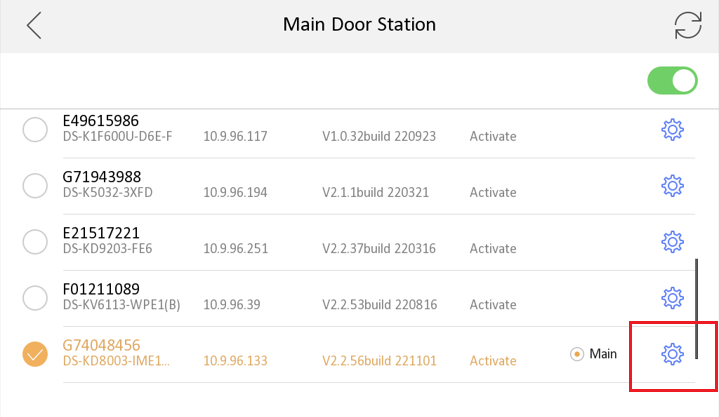 Main Door Station
E49615986
DS-K1F600U-D6E-F 10.9.96.117 V1.0.32build 220923 Activate
G71943988
DS-K5032-3XFD 10.9.96.194 V2.1.1build 220321 Activate
E21517221
DS-KD9203-FE6 10.9.96.251 V2.2.37build 220316 Activate
F01211089
DS-KV6113-WPE1(B) 10.9.96.39 V2.2.53build 220816 Activate
G74048456
DS-KD8003-IME1... 10.9.96.133 V2.2.56build 221101 Activate Main